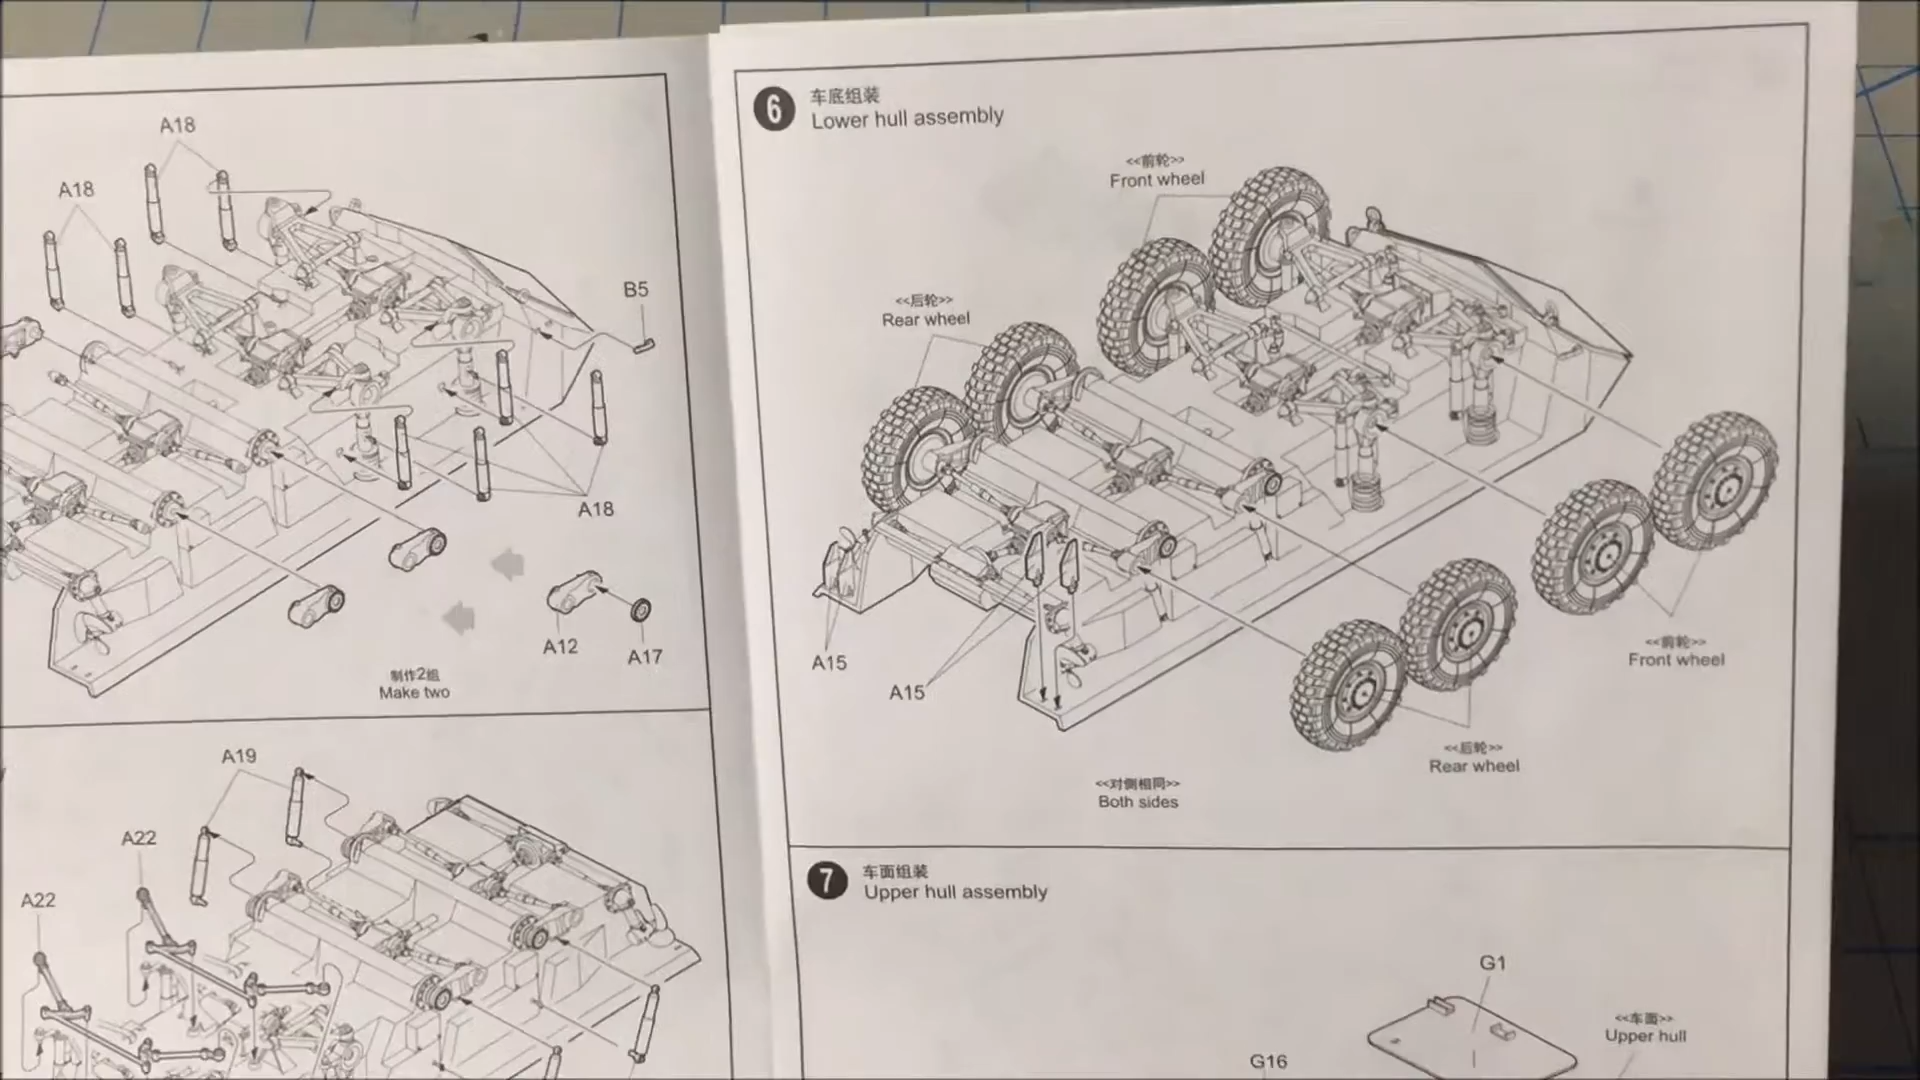 A18
A18
B5
A18
A12
A17
制作2组
Make two
A19
A22
A22
6
车底组装
Lower hull assembly
<<前轮>>
Front wheel
<<后轮>>
Rear wheel
A15
A15
<<前轮>>
Front wheel
<<后轮>>
Rear wheel
<<对侧相同>>
Both sides
7
车面组装
Upper hull assembly
G1
<<车面>>
Upper hull
G16